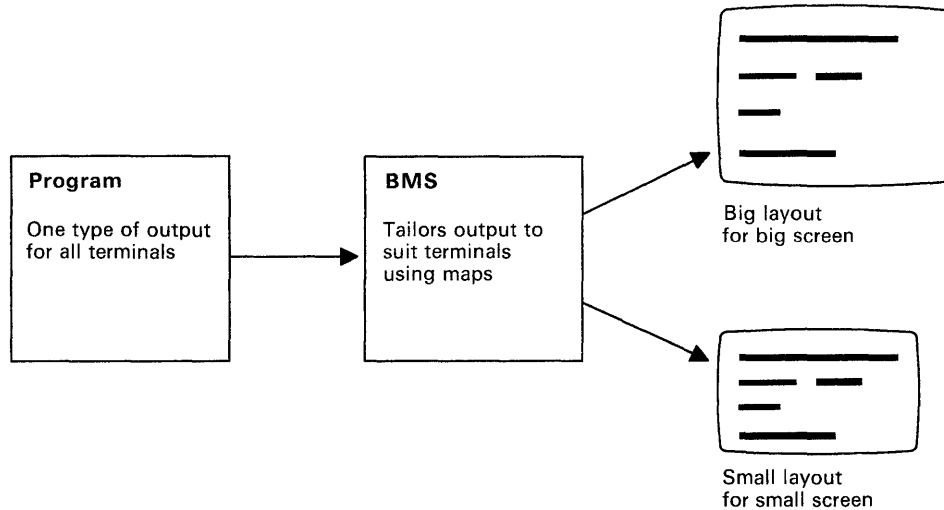 Program
One type of output
for all terminals
BMS
Tailors output to
suit terminals
using maps
Big layout
for big screen
Small layout
for small screen